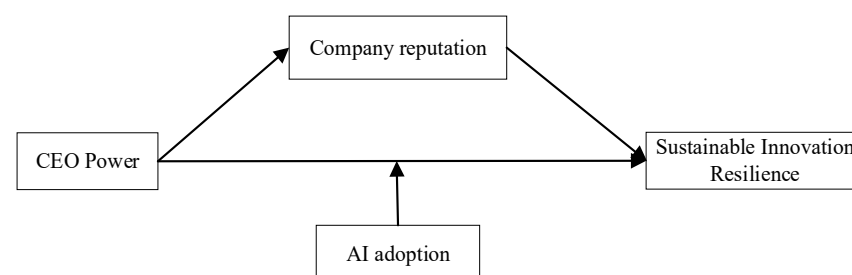 Company reputation
CEO Power
Sustainable Innovation
Resilience
AI adoption